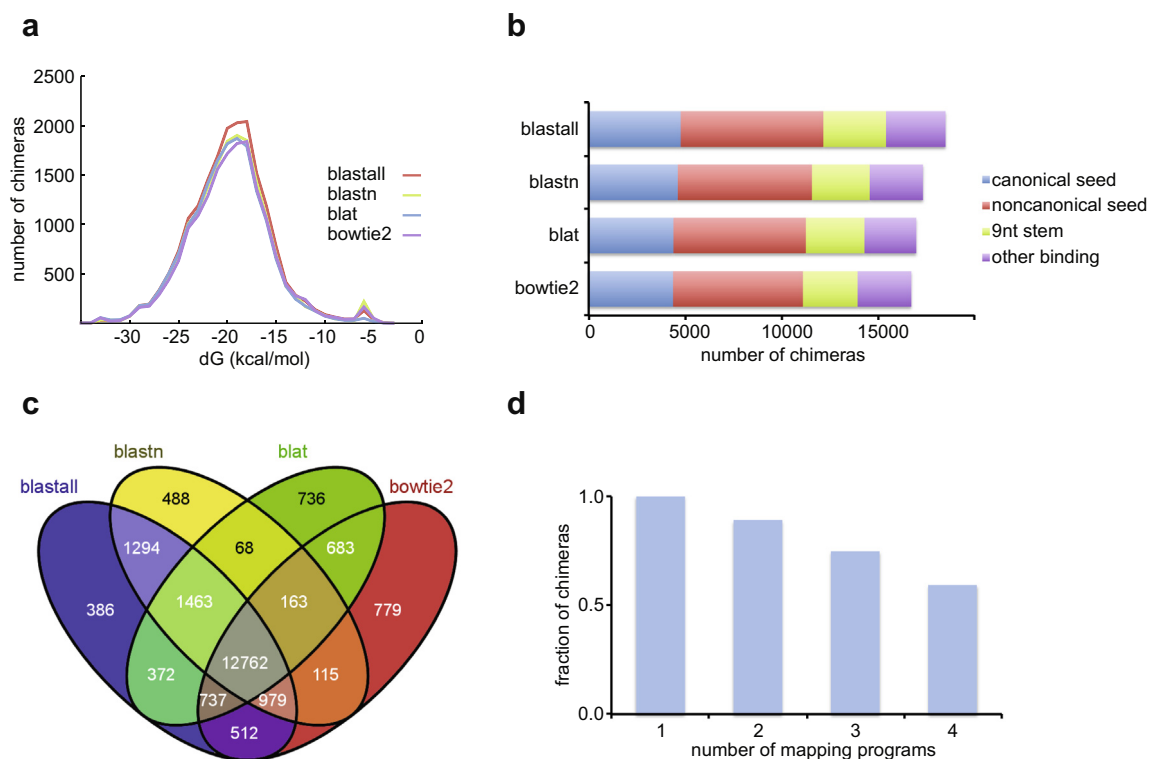 a
2500
2000
1500
1000
500
number of chimeras
blastall
blastn
blat
bowtie2
-30
-25
-20
-15
-10
-5
0
dG (kcal/mol)
b
blastall
blastn
blat
bowtie2
0
5000
10000
15000
number of chimeras
canonical seed
noncanonical seed
9nt stem
other binding
c
blastn
blat
blastall
bowtie2
488
736
1294
68
683
386
1463
163
779
12762
372
115
737
979
512
d
1.0
0.5
0.0
fraction of chimeras
1
2
3
4
number of mapping programs